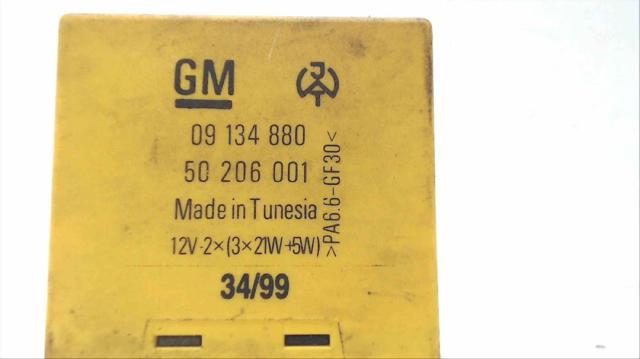 GM
09 134 880
50 206 001
Made in Tunesia
12V-2×(3×21W+5W)
>PA6.6-GF30<
34/99